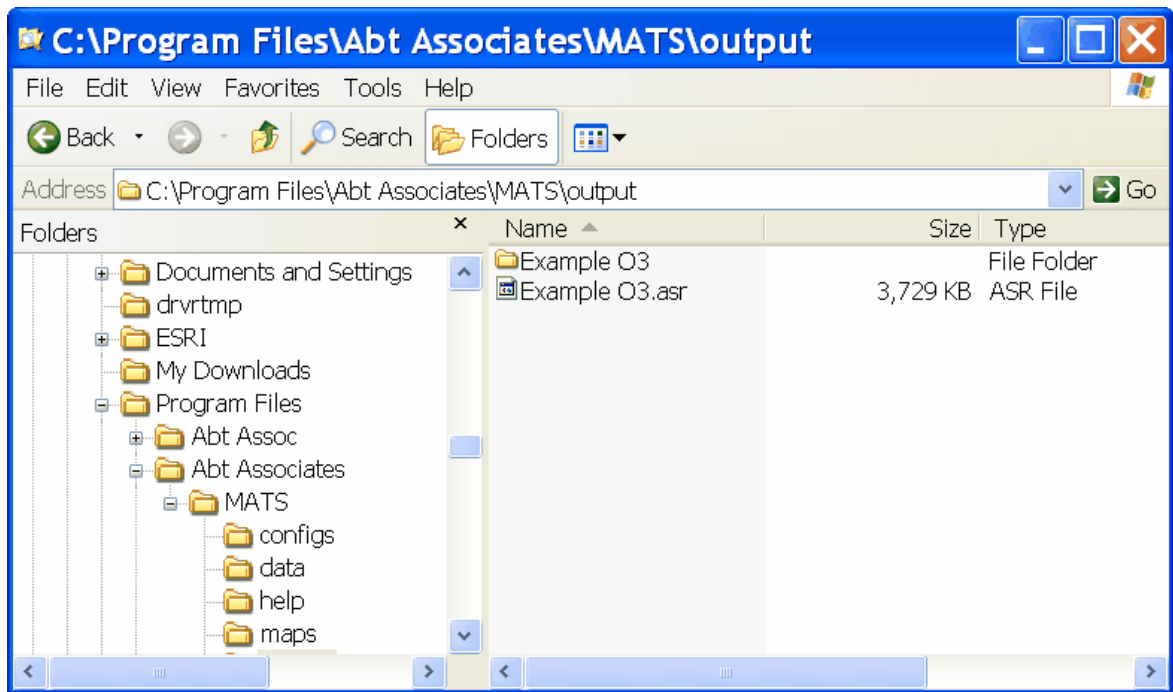 C:\Program Files\Abt Associates\MATS\output
File Edit View Favorites Tools Help
Back Search Folders
Address C:\Program Files\Abt Associates\MATS\output Go
Folders
Documents and Settings
drvrtmp
ESRI
My Downloads
Program Files
Abt Assoc
Abt Associates
MATS
configs
data
help
maps
Name Size Type
Example O3 File Folder
Example O3.asr 3,729 KB ASR File